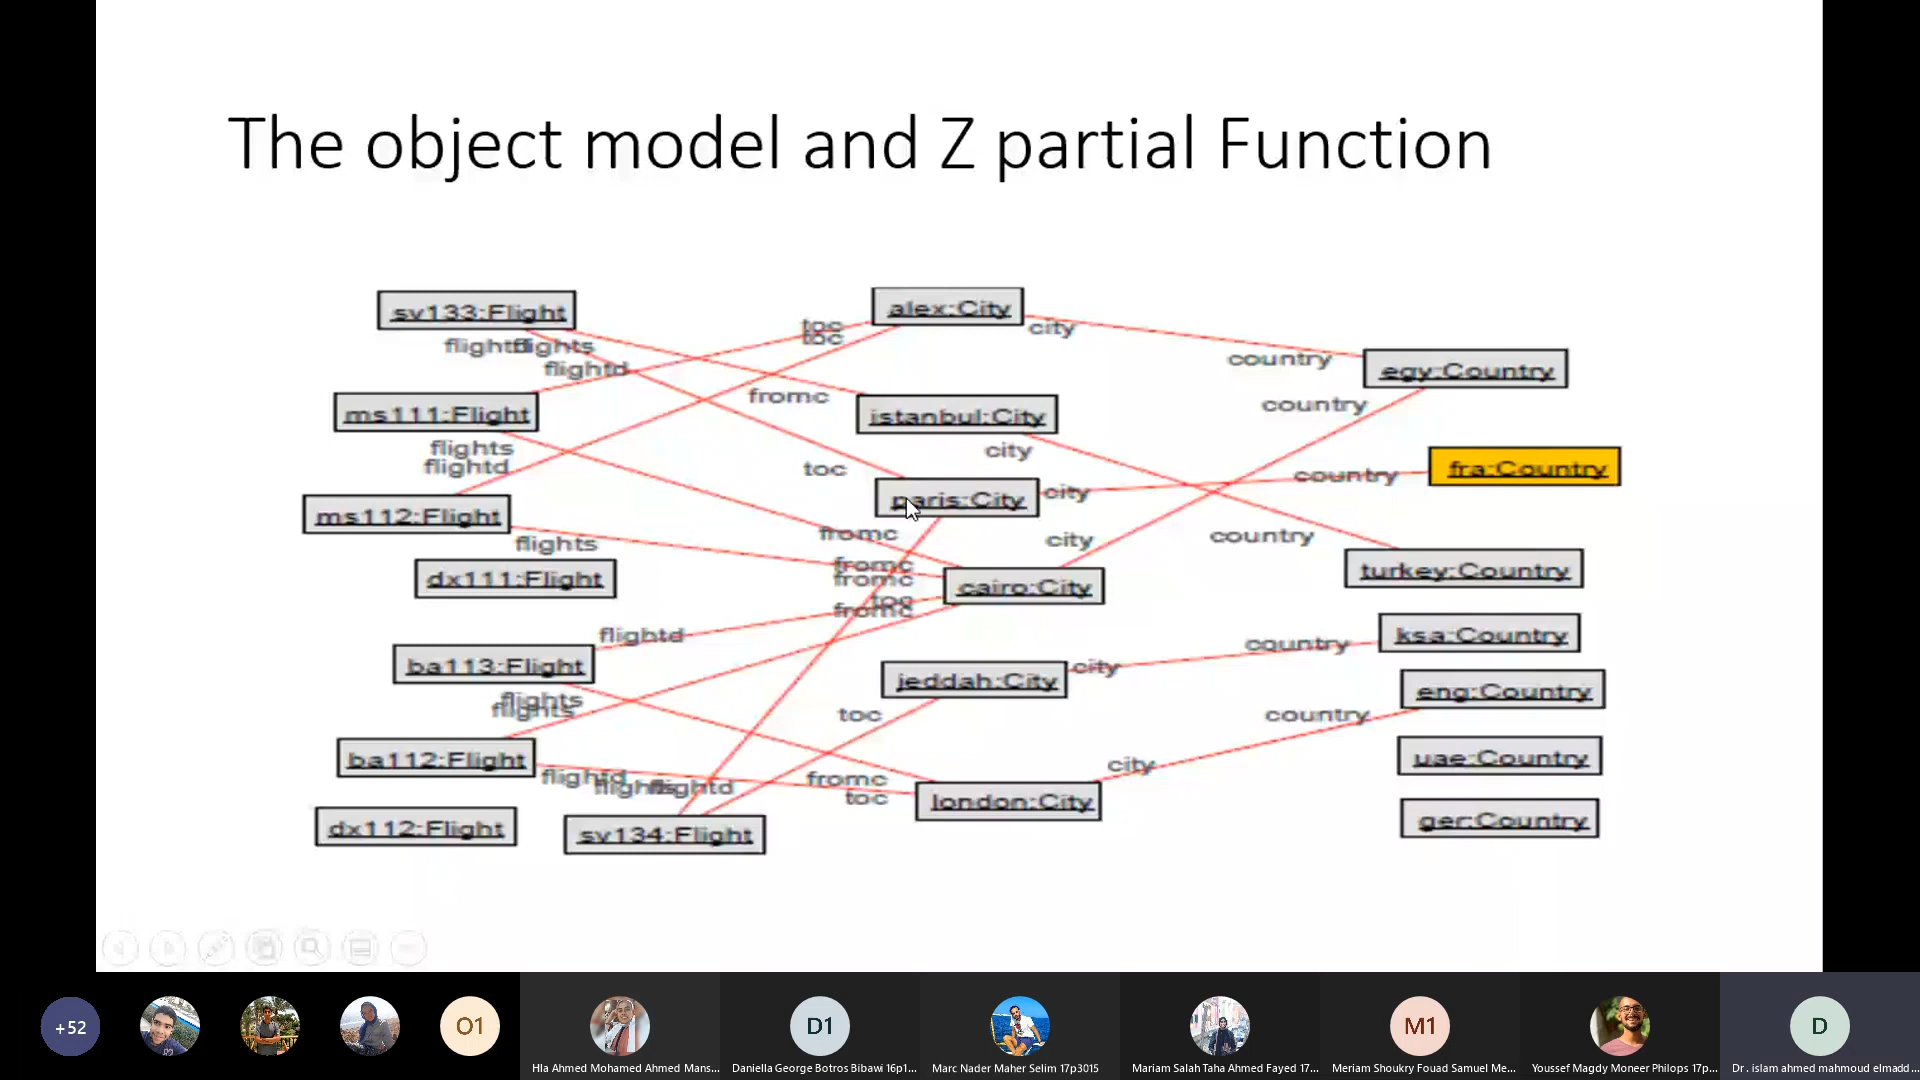 The object model and Z partial Function
sv133:Flight
alex:City
toc
toc
city
flights
flightd
country
egy:Country
ms111:Flight
fromc
istanbul:City
country
flights
flightd
toc
city
fra:Country
country
paris:City
city
ms112:Flight
flights
fromc
city
country
fromc
fromc
turkey:Country
dx111:Flight
cairo:City
toc
fromc
flightd
ksa:Country
country
ba113:Flight
city
jeddah:City
eng:Country
flights
flights
toc
country
ba112:Flight
uae:Country
city
flightd
flights
flightd
fromc
toc
london:City
dx112:Flight
sv134:Flight
ger:Country
+52
O1
D1
M1
D
Hla Ahmed Mohamed Ahmed Mans...
Daniella George Botros Bibawi 16p1...
Marc Nader Maher Selim 17p3015
Mariam Salah Taha Ahmed Fayed 17...
Meriam Shoukry Fouad Samuel Me...
Youssef Magdy Moneer Philops 17p...
Dr. islam ahmed mahmoud elmadd...